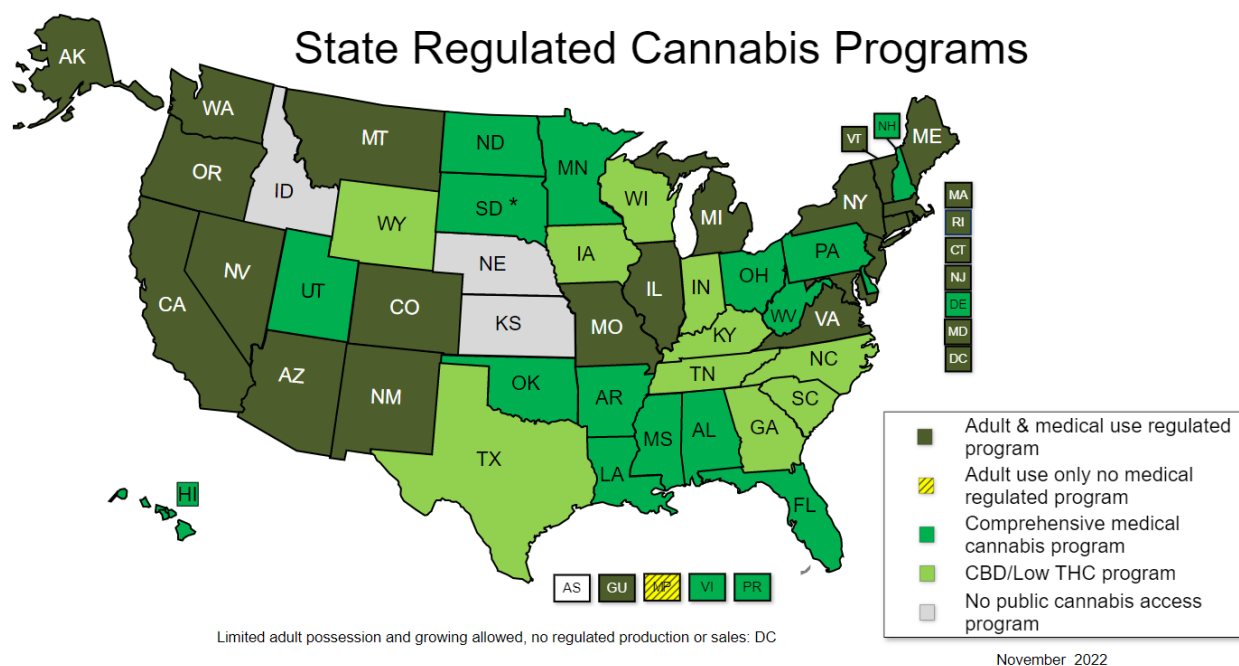 State Regulated Cannabis Programs
AK
WA
MT
ND
MN
VT
NH
ME
OR
ID
WY
SD *
WI
MI
NY
MA
RI
CT
NJ
DE
MD
DC
NV
UT
CO
NE
IA
IL
IN
OH
PA
CA
KS
MO
KY
WV
VA
AZ
NM
OK
AR
TN
NC
SC
TX
LA
MS
AL
GA
FL
HI
AS
GU
MP
VI
PR
Adult & medical use regulated
program
Adult use only no medical
regulated program
Comprehensive medical
cannabis program
CBD/Low THC program
No public cannabis access
program
Limited adult possession and growing allowed, no regulated production or sales: DC
November 2022